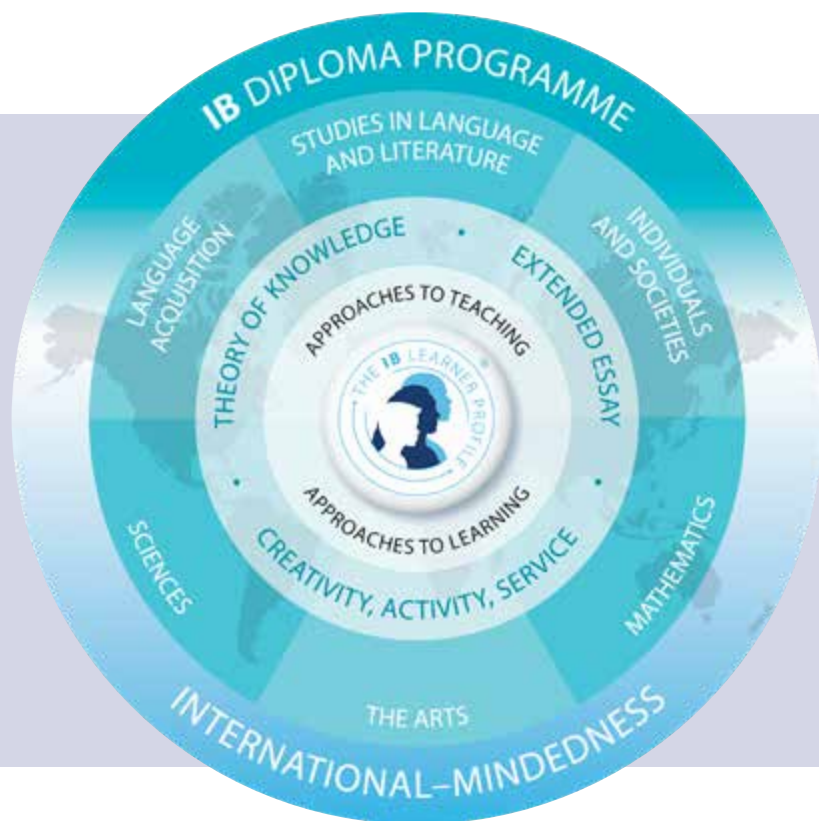 IB DIPLOMA PROGRAMME
STUDIES IN LANGUAGE
AND LITERATURE
LANGUAGE
ACQUISITION
INDIVIDUALS
AND SOCIETIES
THEORY OF KNOWLEDGE
•
EXTENDED ESSAY
•
APPROACHES TO TEACHING
THE IB LEARNER PROFILE
®
APPROACHES TO LEARNING
•
CREATIVITY, ACTIVITY, SERVICE
SCIENCES
MATHEMATICS
THE ARTS
INTERNATIONAL–MINDEDNESS